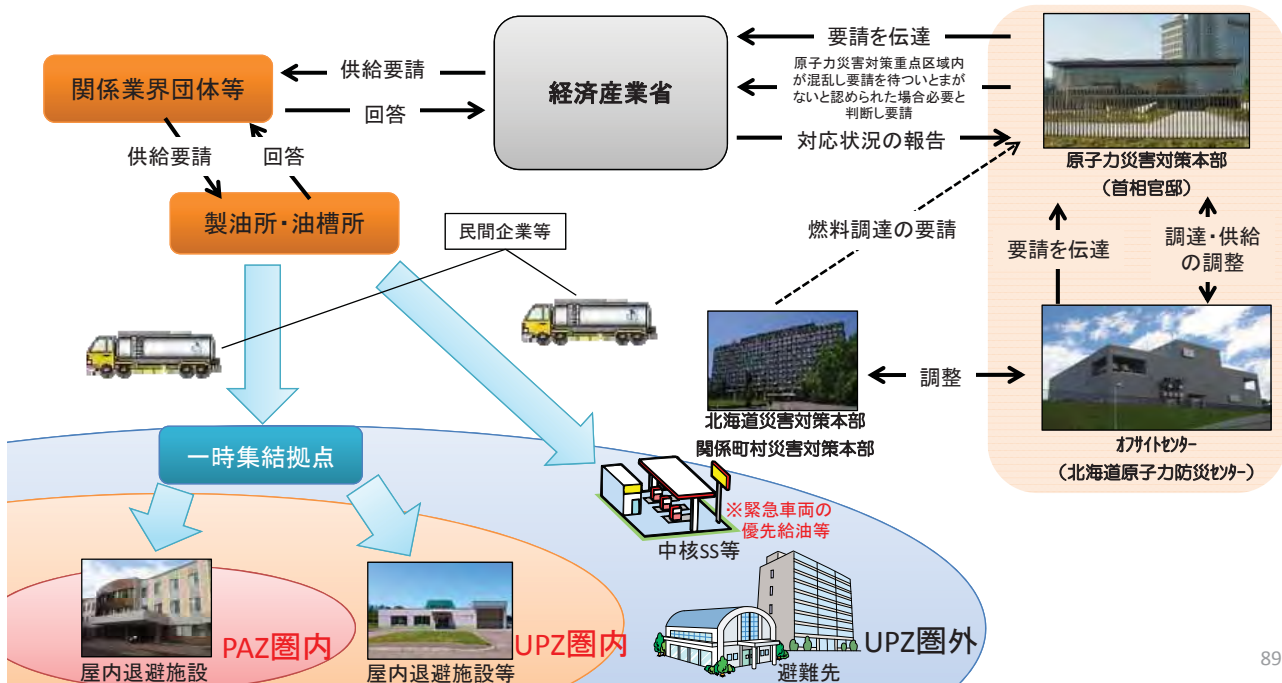 関係業界団体等
供給要請
回答
経済産業省
要請を伝達
原子力災害対策重点区域内
が混乱し要請を待ついとまが
ないと認められた場合必要と
判断し要請
対応状況の報告
原子力災害対策本部
(首相官邸)
供給要請
回答
製油所・油槽所
民間企業等
燃料調達の要請
要請を伝達
調達・供給
の調整
北海道災害対策本部
関係町村災害対策本部
調整
オフサイトセンター
(北海道原子力防災センター)
一時集結拠点
※緊急車両の
優先給油等
中核SS等
PAZ圏内
屋内退避施設
UPZ圏内
屋内退避施設等
UPZ圏外
避難先
89